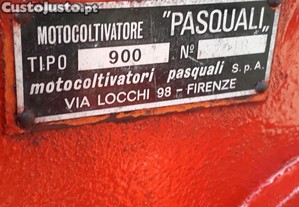 CustoJusto.pt
MOTOCOLTIVATORE "PASQUALI"
TIPO 900 Nº
motocoltivatori pasquali S.p.A.
VIA LOCCHI 98 - FIRENZE